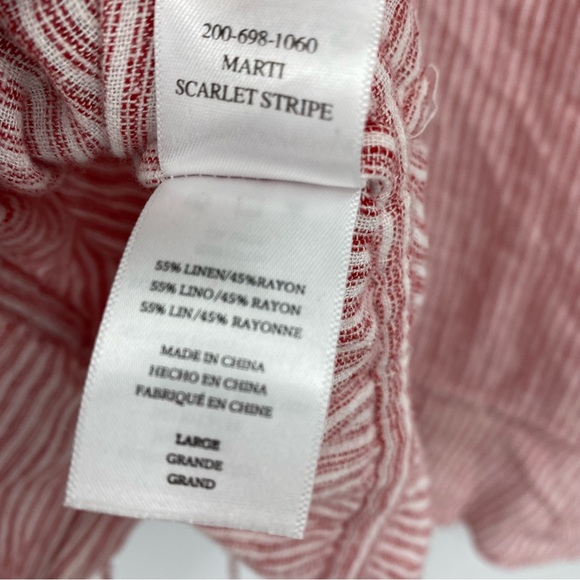 200-698-1060
MARTI
SCARLET STRIPE
55% LINEN/45%RAYON
55% LINO/45% RAYON
55% LIN/45% RAYONNE
MADE IN CHINA
HECHO EN CHINA
FABRIQUÉ EN CHINE
LARGE
GRANDE
GRAND